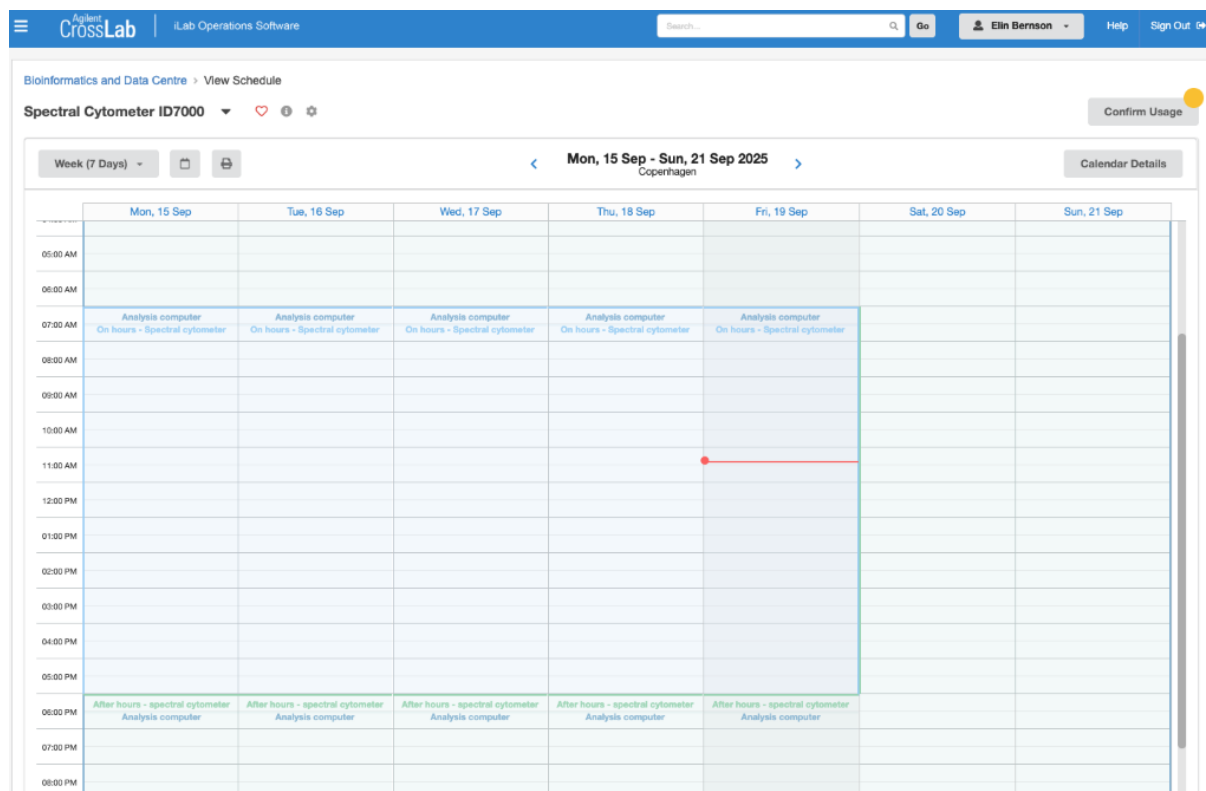 Agilent
CrossLab
iLab Operations Software
Search...
Go
Elin Bernson
Help
Sign Out
Bioinformatics and Data Centre > View Schedule
Spectral Cytometer ID7000
Confirm Usage
Week (7 Days)
Mon, 15 Sep - Sun, 21 Sep 2025
Copenhagen
Calendar Details
Mon, 15 Sep Tue, 16 Sep Wed, 17 Sep Thu, 18 Sep Fri, 19 Sep Sat, 20 Sep Sun, 21 Sep
05:00 AM
06:00 AM
Analysis computer Analysis computer Analysis computer Analysis computer Analysis computer
07:00 AM
On hours - Spectral cytometer On hours - Spectral cytometer On hours - Spectral cytometer On hours - Spectral cytometer On hours - Spectral cytometer
08:00 AM
09:00 AM
10:00 AM
11:00 AM
12:00 PM
01:00 PM
02:00 PM
03:00 PM
04:00 PM
05:00 PM
After hours - spectral cytometer After hours - spectral cytometer After hours - spectral cytometer After hours - spectral cytometer After hours - spectral cytometer
06:00 PM
Analysis computer Analysis computer Analysis computer Analysis computer Analysis computer
07:00 PM
08:00 PM